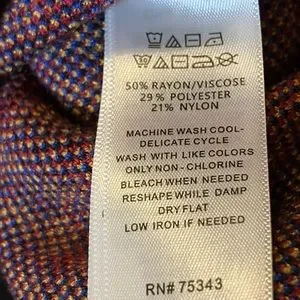 50% RAYON/VISCOSE
29% POLYESTER
21% NYLON
MACHINE WASH COOL-
DELICATE CYCLE
WASH WITH LIKE COLORS
ONLY NON-CHLORINE
BLEACH WHEN NEEDED
RESHAPE WHILE DAMP
DRY FLAT
LOW IRON IF NEEDED
RN# 75343